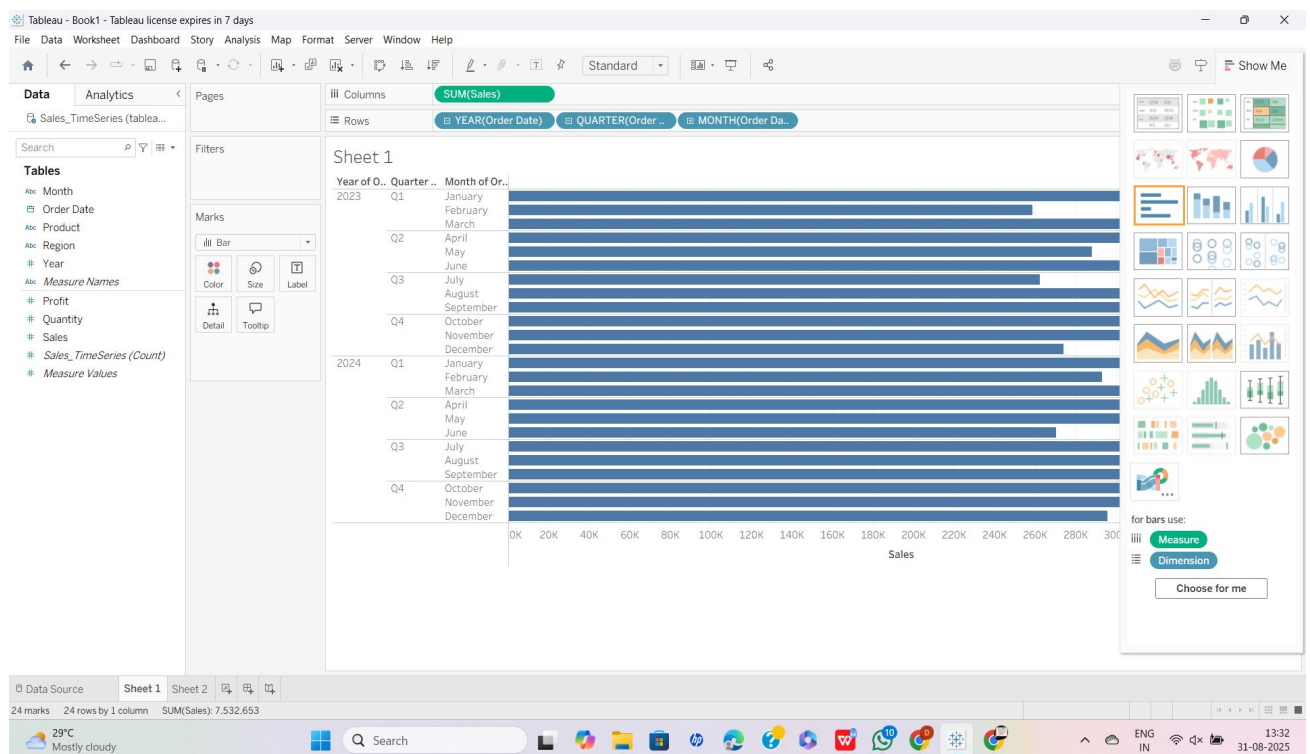 Tableau - Book1 - Tableau license expires in 7 days
File Data Worksheet Dashboard Story Analysis Map Format Server Window Help
Standard
Show Me
Data Analytics
Sales_TimeSeries (tablea...
Search
Tables
Abc Month
Order Date
Abc Product
Abc Region
# Year
Abc Measure Names
# Profit
# Quantity
# Sales
# Sales_TimeSeries (Count)
# Measure Values
Pages
Filters
Marks
Bar
Color Size Label
Detail Tooltip
Columns SUM(Sales)
Rows YEAR(Order Date) QUARTER(Order .. MONTH(Order Da..
Sheet 1
Year of O.. Quarter .. Month of Or..
2023 Q1 January
February
March
Q2 April
May
June
Q3 July
August
September
Q4 October
November
December
2024 Q1 January
February
March
Q2 April
May
June
Q3 July
August
September
Q4 October
November
December
0K 20K 40K 60K 80K 100K 120K 140K 160K 180K 200K 220K 240K 260K 280K 300
Sales
for bars use:
Measure
Dimension
Choose for me
Data Source Sheet 1 Sheet 2
24 marks 24 rows by 1 column SUM(Sales): 7,532,653
29°C
Mostly cloudy
Search
10
ENG
IN
13:32
31-08-2025